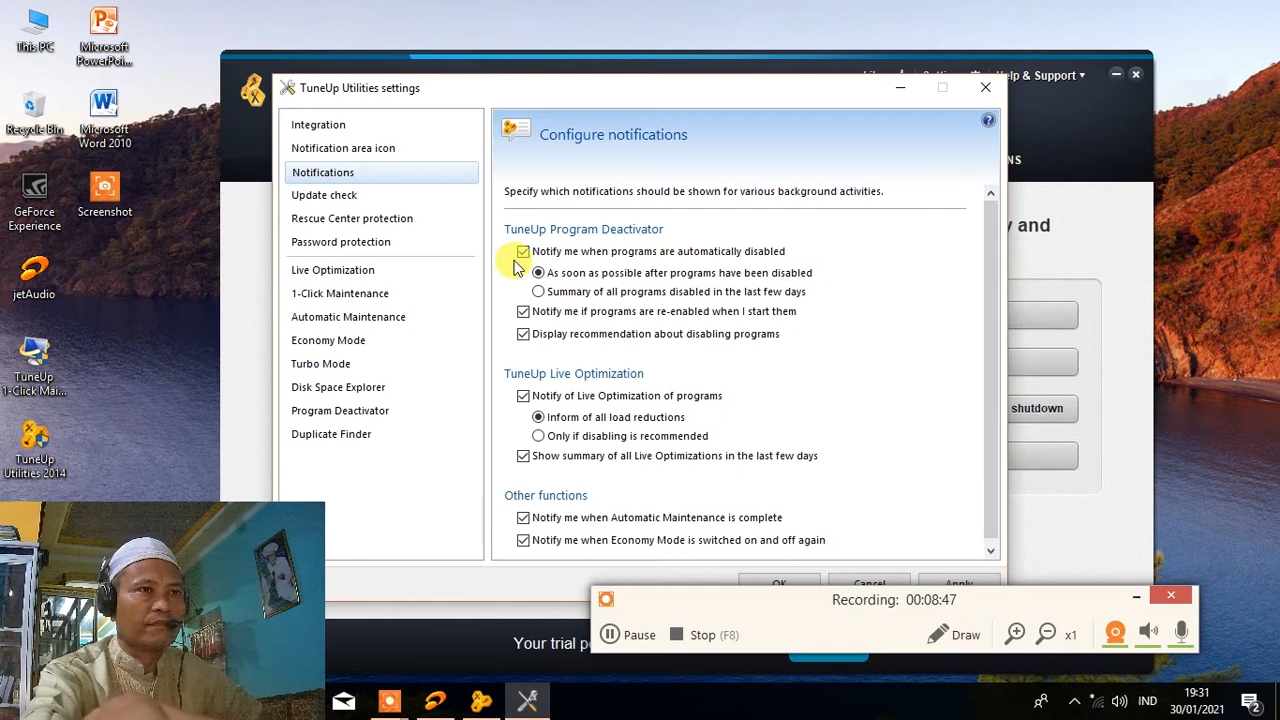 This PC
Microsoft
PowerPoi...
Recycle Bin
Microsoft
Word 2010
GeForce
Experience
Screenshot
jetAudio
TuneUp
1-Click Mai...
TuneUp
Utilities 2014
Help & Support
TuneUp Utilities settings
Integration
Notification area icon
Notifications
Update check
Rescue Center protection
Password protection
Live Optimization
1-Click Maintenance
Automatic Maintenance
Economy Mode
Turbo Mode
Disk Space Explorer
Program Deactivator
Duplicate Finder
Configure notifications
?
Specify which notifications should be shown for various background activities.
TuneUp Program Deactivator
Notify me when programs are automatically disabled
As soon as possible after programs have been disabled
Summary of all programs disabled in the last few days
Notify me if programs are re-enabled when I start them
Display recommendation about disabling programs
TuneUp Live Optimization
Notify of Live Optimization of programs
Inform of all load reductions
Only if disabling is recommended
Show summary of all Live Optimizations in the last few days
Other functions
Notify me when Automatic Maintenance is complete
Notify me when Economy Mode is switched on and off again
OK
Cancel
Apply
NS
y and
shutdown
Recording: 00:08:47
Pause
Stop (F8)
Draw
x1
Your trial pe
IND
19:31
30/01/2021
2